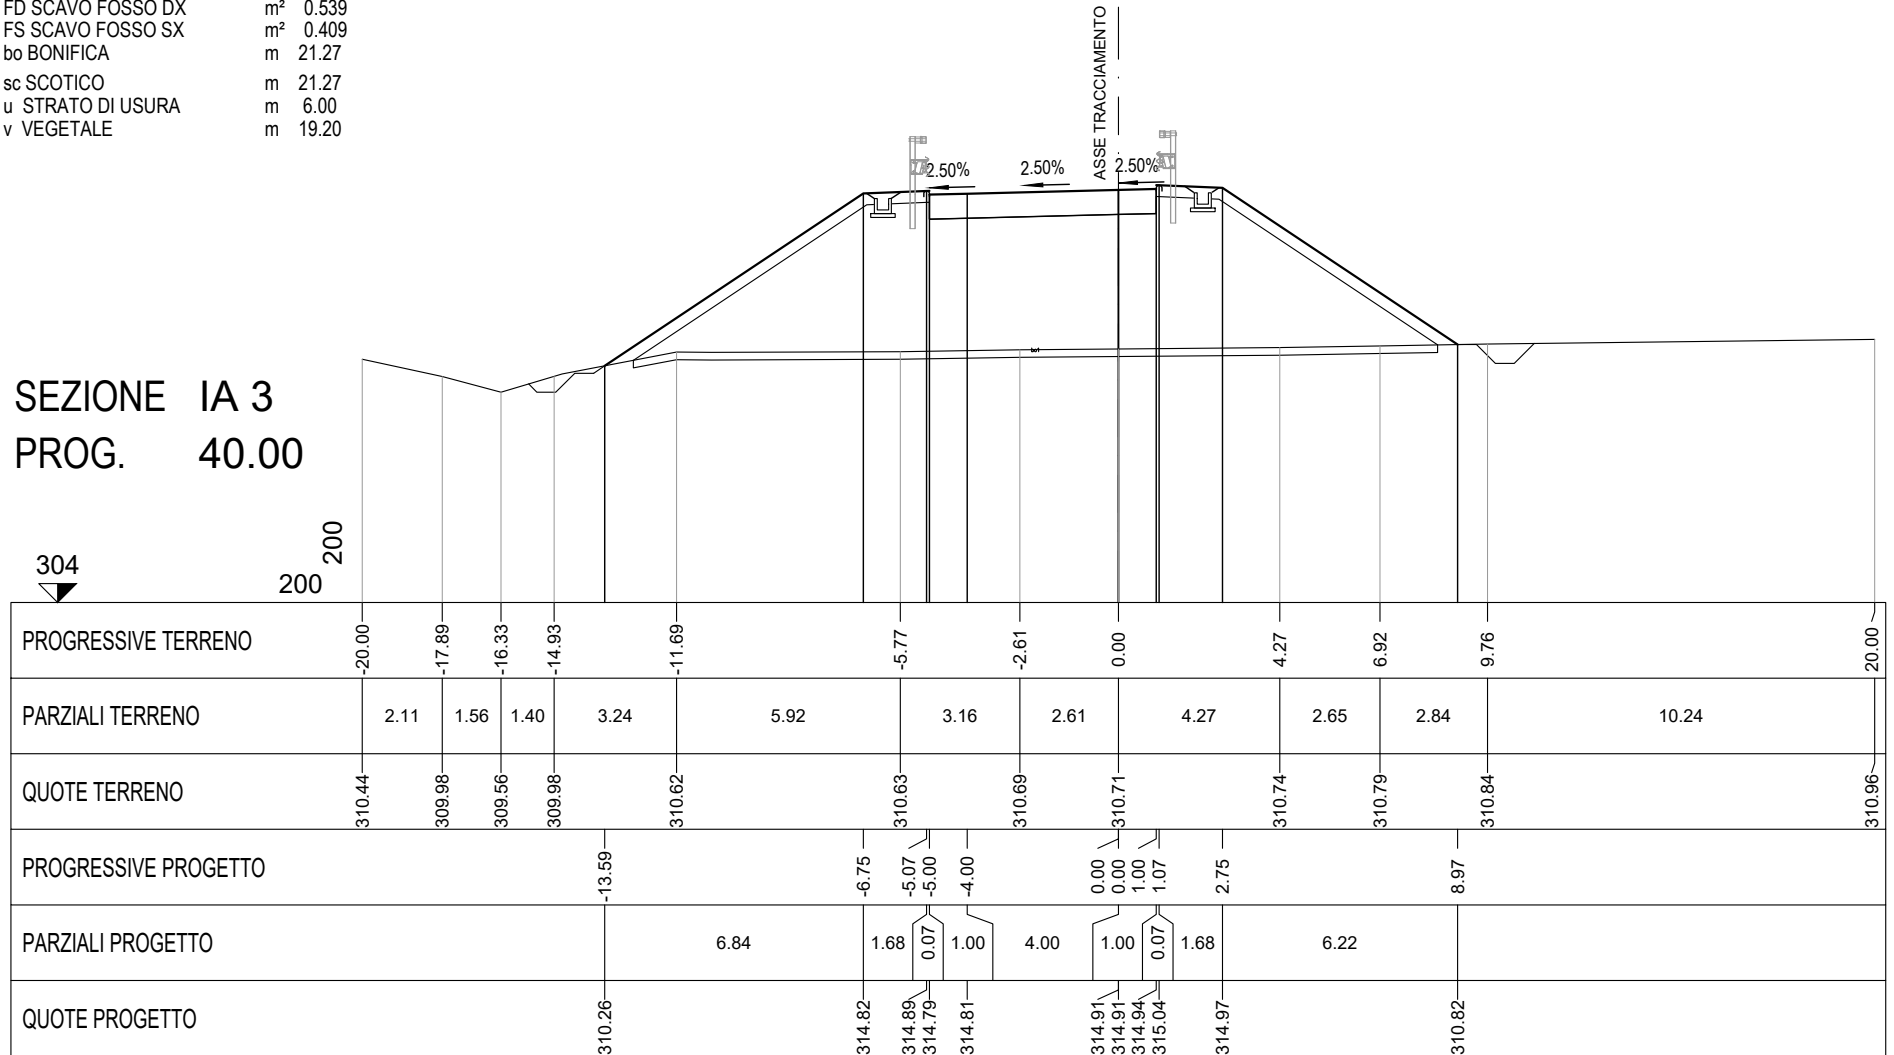 FD SCAVO FOSSO DX m² 0.539
FS SCAVO FOSSO SX m² 0.409
bo BONIFICA m 21.27
sc SCOTICO m 21.27
u STRATO DI USURA m 6.00
v VEGETALE m 19.20
ASSE TRACCIAMENTO
2.50% 2.50% 2.50%
SEZIONE IA 3
PROG. 40.00
304
200
200
PROGRESSIVE TERRENO -20.00 -17.89 -16.33 -14.93 -11.69 -5.77 -2.61 0.00 4.27 6.92 9.76 20.00
PARZIALI TERRENO 2.11 1.56 1.40 3.24 5.92 3.16 2.61 4.27 2.65 2.84 10.24
QUOTE TERRENO 310.44 309.98 309.56 309.98 310.62 310.63 310.69 310.71 310.74 310.79 310.84 310.96
PROGRESSIVE PROGETTO -13.59 -6.75 -5.07 -5.00 -4.00 0.00 0.00 1.00 1.07 2.75 8.97
PARZIALI PROGETTO 6.84 1.68 0.07 1.00 4.00 1.00 0.07 1.68 6.22
QUOTE PROGETTO 310.26 314.82 314.89 314.79 314.81 314.91 314.91 314.94 315.04 314.97 310.82